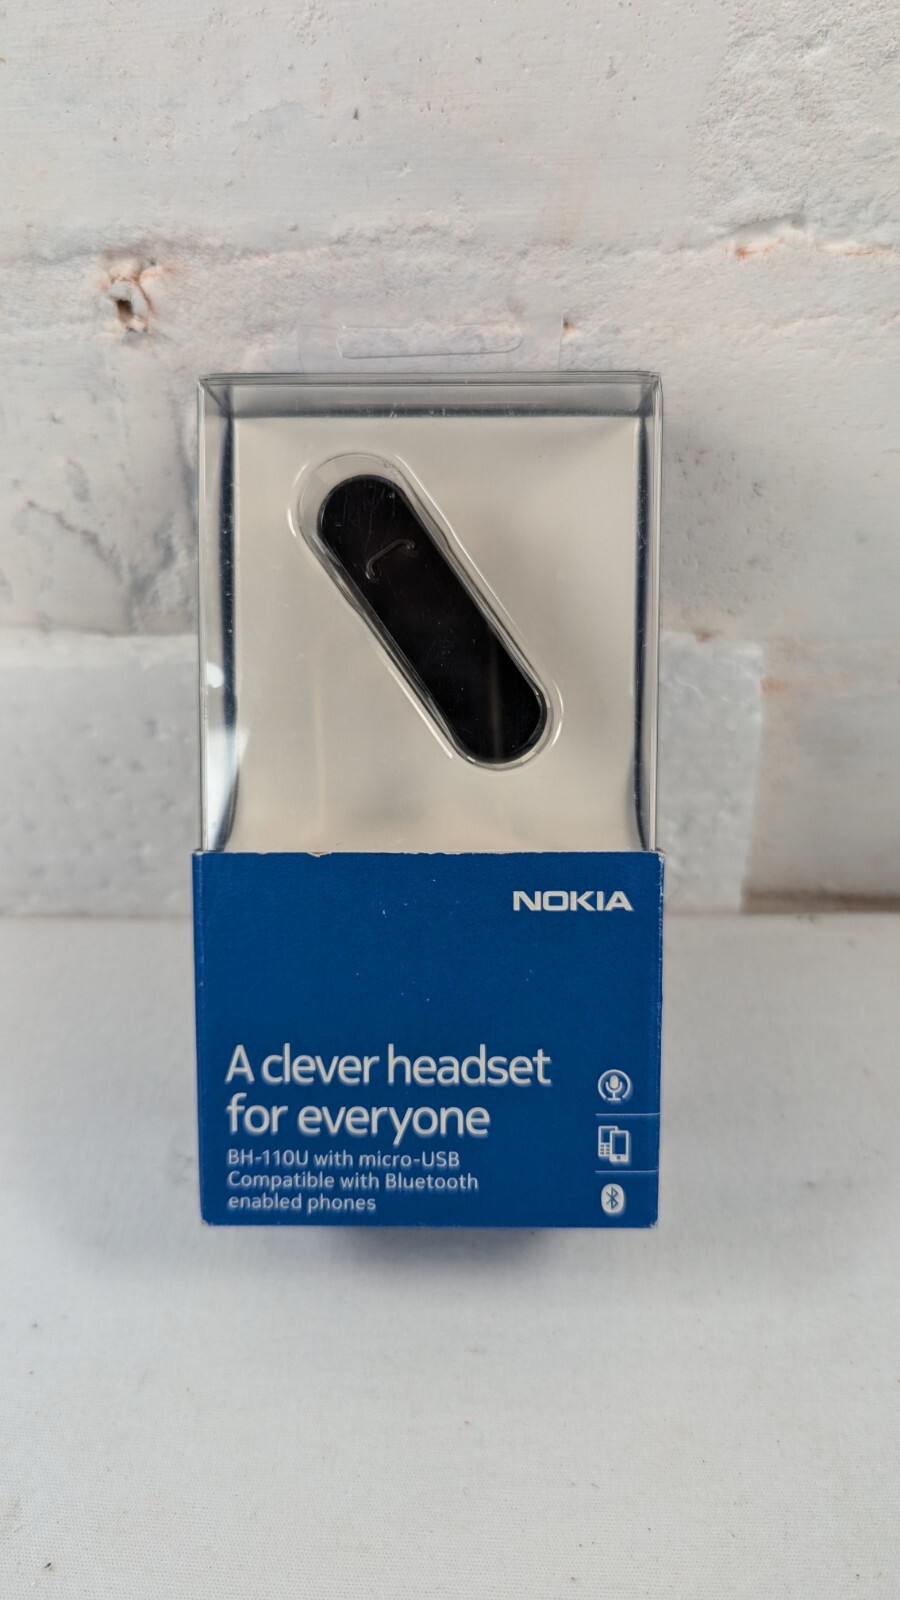 NOKIA
A clever headset
for everyone
BH-110U with micro-USB
Compatible with Bluetooth
enabled phones